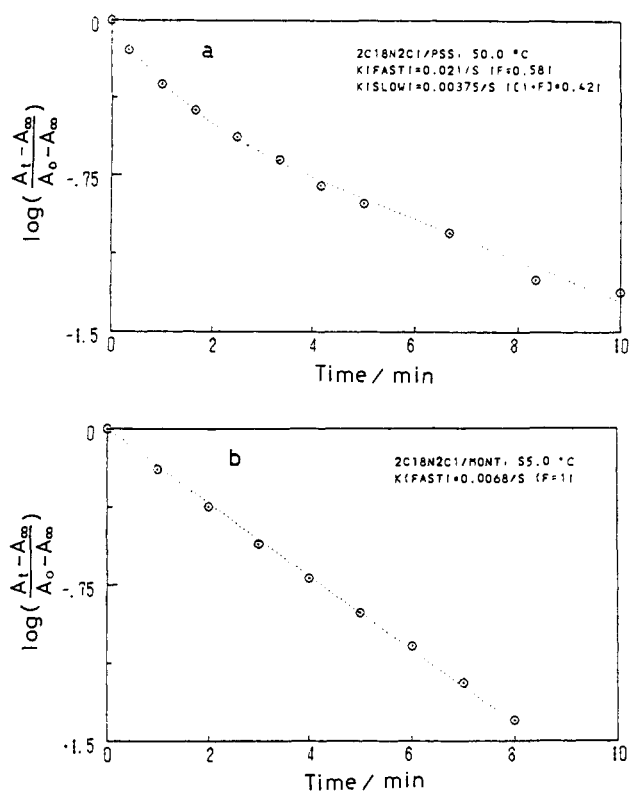 a
2C18N2C1/PSS, 50.0 °C
K[FAST]=0.021/S [F=0.58]
K[SLOW]=0.00375/S [(1-F)=0.42]
log( (At - A∞) / (Ao - A∞) )
0
-.75
-1.5
0 2 4 6 8 10
Time / min
b
2C18N2C1/MONT, 55.0 °C
K[FAST]=0.0068/S [F=1]
log( (At - A∞) / (Ao - A∞) )
0
-.75
-1.5
0 2 4 6 8 10
Time / min